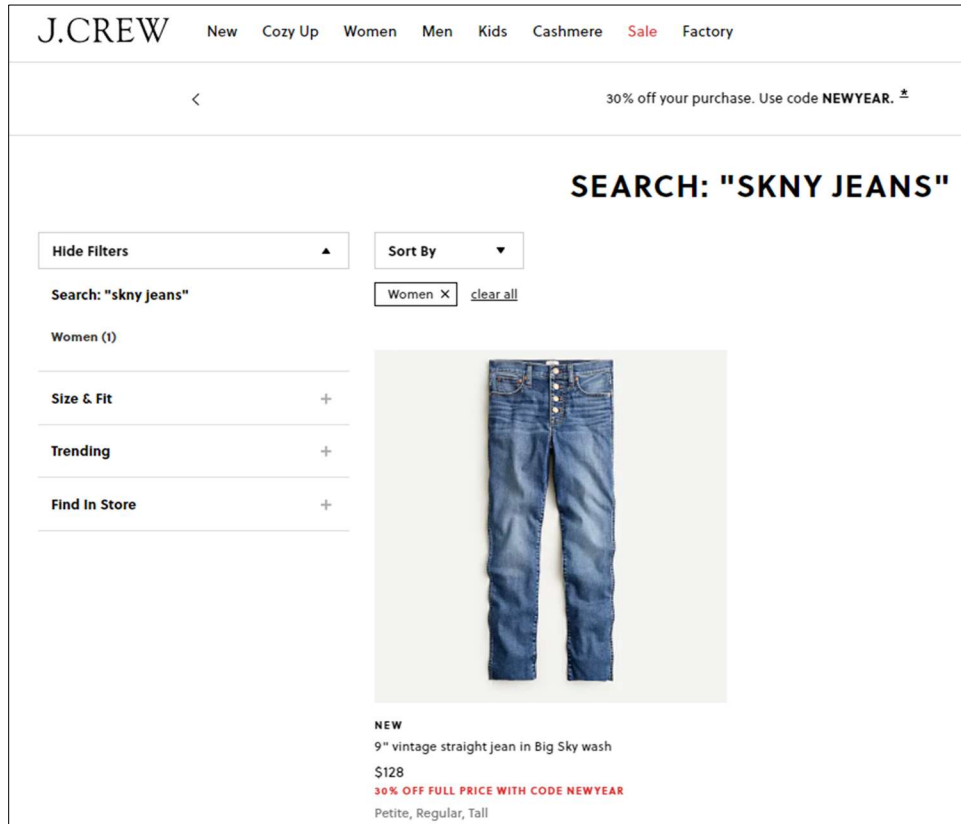 J.CREW New Cozy Up Women Men Kids Cashmere Sale Factory
30% off your purchase. Use code NEWYEAR. *
SEARCH: "SKNY JEANS"
Hide Filters
Sort By
Search: "skny jeans"
Women (1)
Size & Fit
Trending
Find In Store
Women X clear all
NEW
9" vintage straight jean in Big Sky wash
$128
30% OFF FULL PRICE WITH CODE NEWYEAR
Petite, Regular, Tall